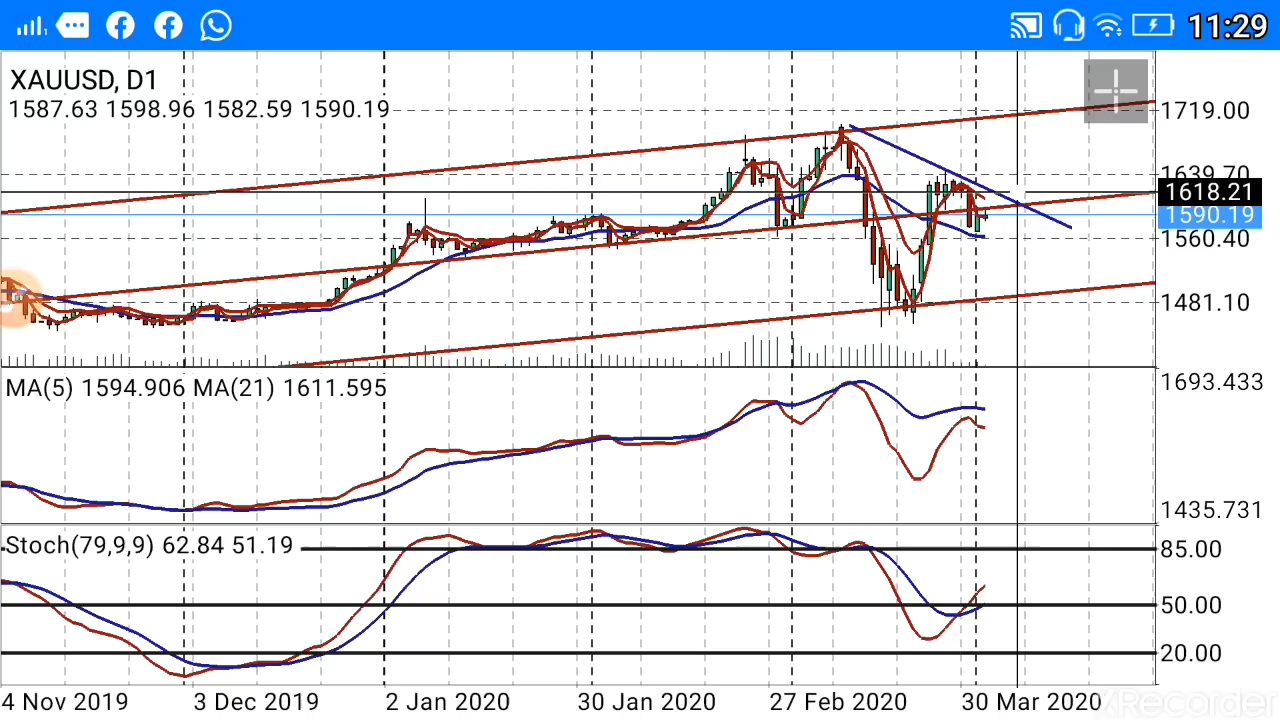 11:29
XAUUSD, D1
1587.63 1598.96 1582.59 1590.19
1719.00
1639.70
1618.21
1590.19
1560.40
1481.10
MA(5) 1594.906 MA(21) 1611.595
1693.433
1435.731
Stoch(79,9,9) 62.84 51.19
85.00
50.00
20.00
4 Nov 2019 3 Dec 2019 2 Jan 2020 30 Jan 2020 27 Feb 2020 30 Mar 2020
XRecorder